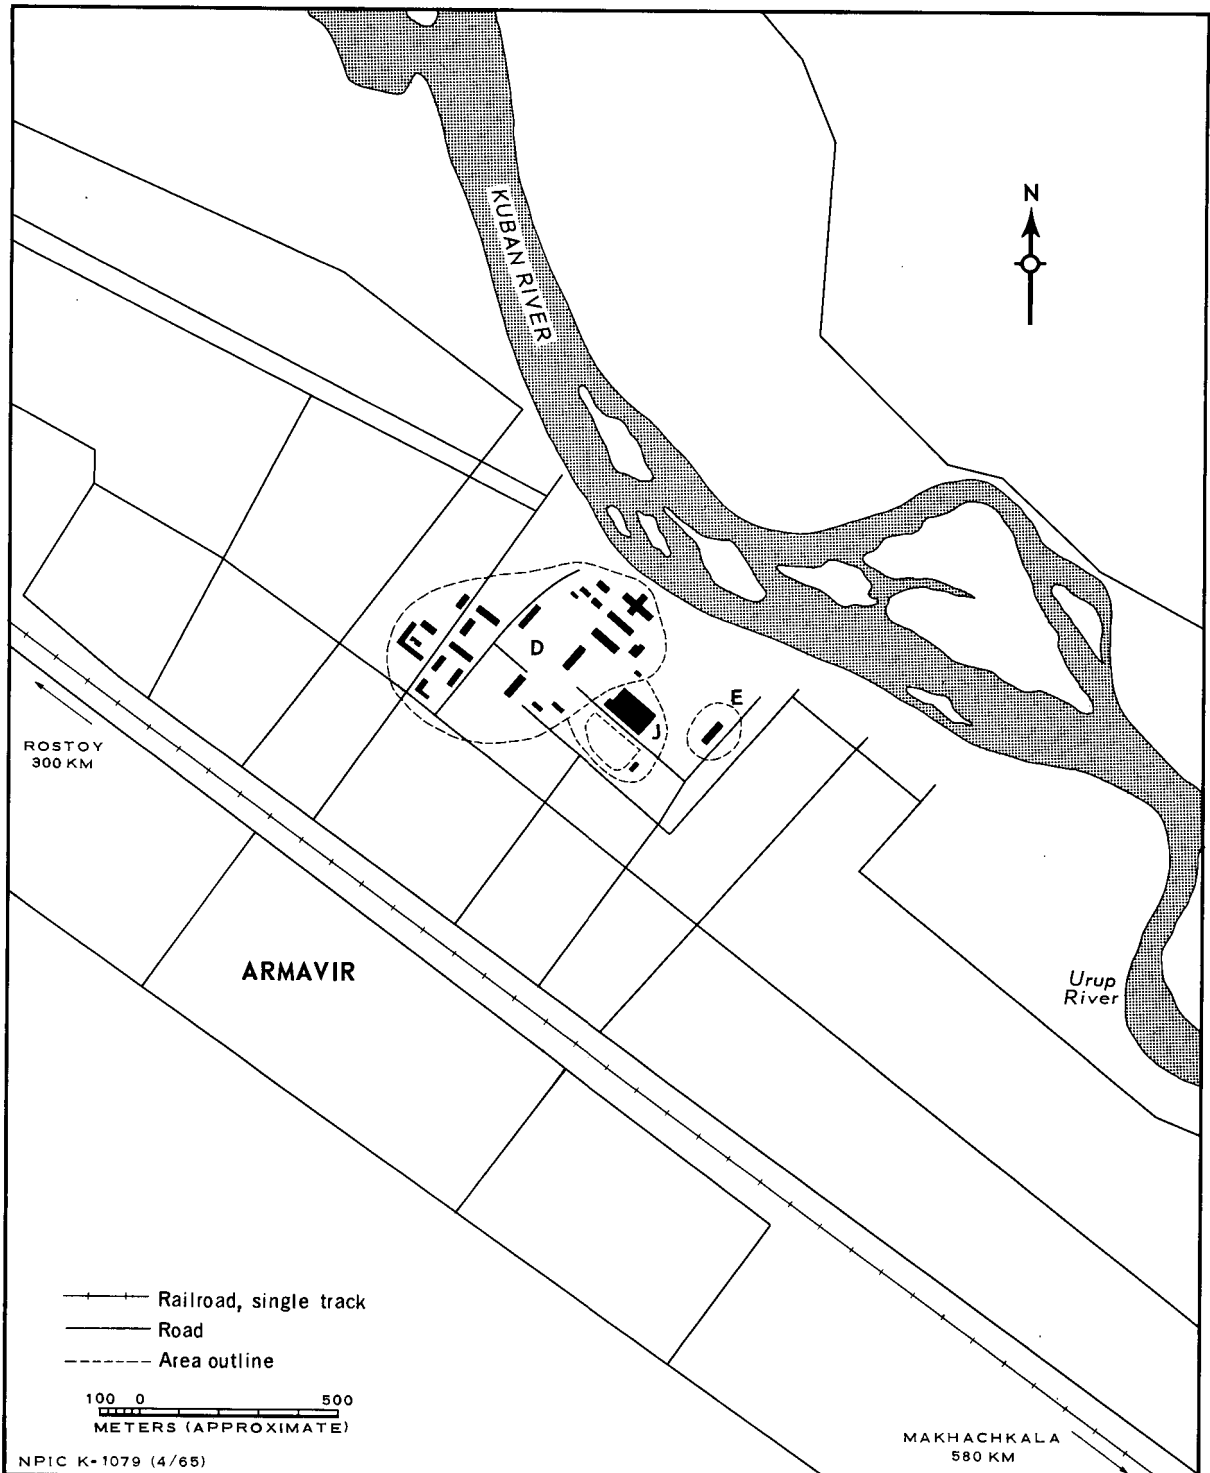 N
KUBAN RIVER
D
E
J
ROSTOY
300 KM
ARMAVIR
Urup
River
Railroad, single track
Road
Area outline
100 0 500
METERS (APPROXIMATE)
NPIC K-1079 (4/65)
MAKHACHKALA
580 KM